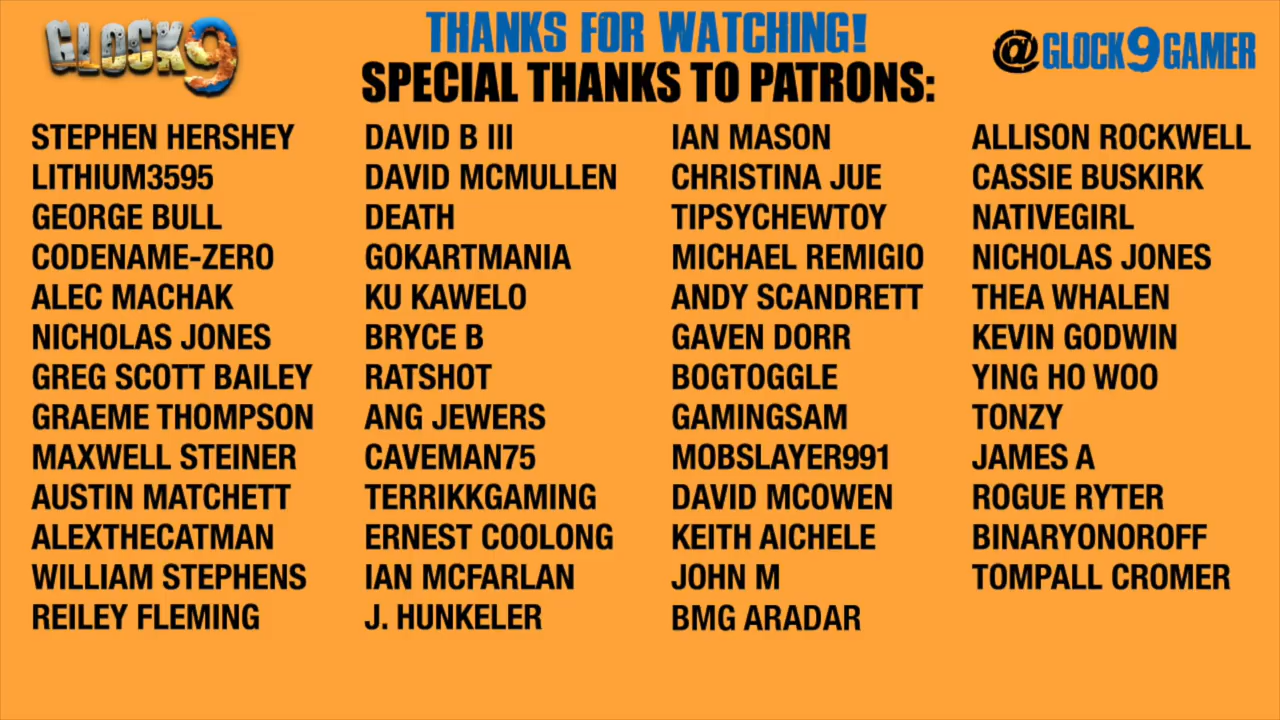 GLOCK9
THANKS FOR WATCHING!
@GLOCK9GAMER
SPECIAL THANKS TO PATRONS:
STEPHEN HERSHEY
LITHIUM3595
GEORGE BULL
CODENAME-ZERO
ALEC MACHAK
NICHOLAS JONES
GREG SCOTT BAILEY
GRAEME THOMPSON
MAXWELL STEINER
AUSTIN MATCHETT
ALEXTHECATMAN
WILLIAM STEPHENS
REILEY FLEMING
DAVID B III
DAVID MCMULLEN
DEATH
GOKARTMANIA
KU KAWELO
BRYCE B
RATSHOT
ANG JEWERS
CAVEMAN75
TERRIKKGAMING
ERNEST COOLONG
IAN MCFARLAN
J. HUNKELER
IAN MASON
CHRISTINA JUE
TIPSYCHEWTOY
MICHAEL REMIGIO
ANDY SCANDRETT
GAVEN DORR
BOGTOGGLE
GAMINGSAM
MOBSLAYER991
DAVID MCOWEN
KEITH AICHELE
JOHN M
BMG ARADAR
ALLISON ROCKWELL
CASSIE BUSKIRK
NATIVEGIRL
NICHOLAS JONES
THEA WHALEN
KEVIN GODWIN
YING HO WOO
TONZY
JAMES A
ROGUE RYTER
BINARYONOROFF
TOMPALL CROMER